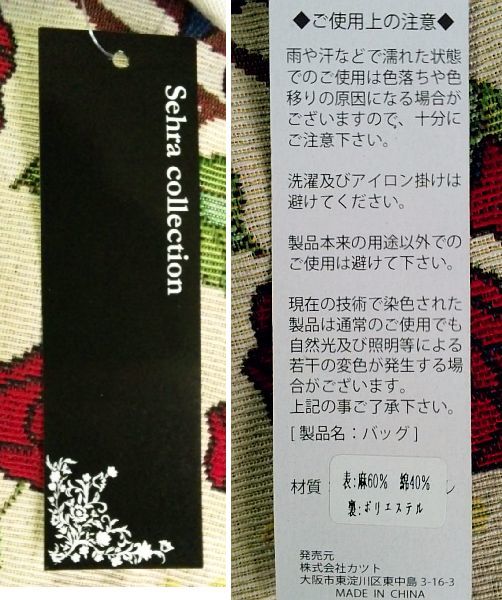 Sehra collection
◆ご使用上の注意◆
雨や汗などで濡れた状態
でのご使用は色落ちや色
移りの原因になる場合が
ございますので、十分に
ご注意下さい。
洗濯及びアイロン掛けは
避けてください。
製品本来の用途以外での
ご使用は避けて下さい。
現在の技術で染色された
製品は通常のご使用でも
自然光及び照明等による
若干の変色が発生する場
合がございます。
上記の事ご了承下さい。
[ 製品名：バッグ ]
材質
表:麻60% 綿40%
裏:ポリエステル
発売元
株式会社カツト
大阪市東淀川区東中島 3-16-3
MADE IN CHINA